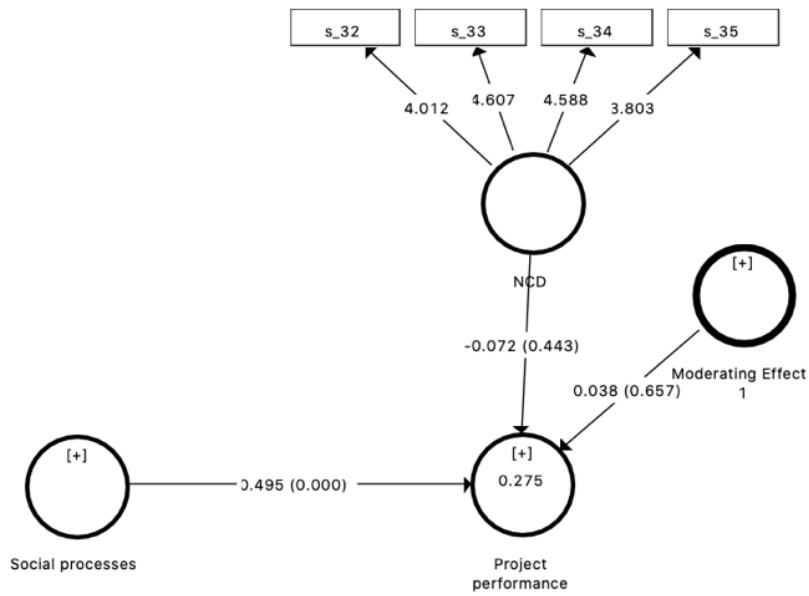 s_32
s_33
s_34
s_35
4.012
4.607
4.588
3.803
[+]
NCD
-0.072 (0.443)
Moderating Effect
1
0.038 (0.657)
[+]
[+]
0.275
0.495 (0.000)
Social processes
Project
performance